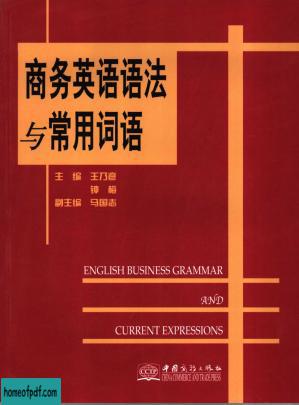 商务英语语法
与常用词语
主编 王乃彦
钟梅
副主编 马国志
ENGLISH BUSINESS GRAMMAR
AND
CURRENT EXPRESSIONS
CCTP
中国商务出版社
CHINA COMMERCE AND TRADE PRESS
homeofpdf.com